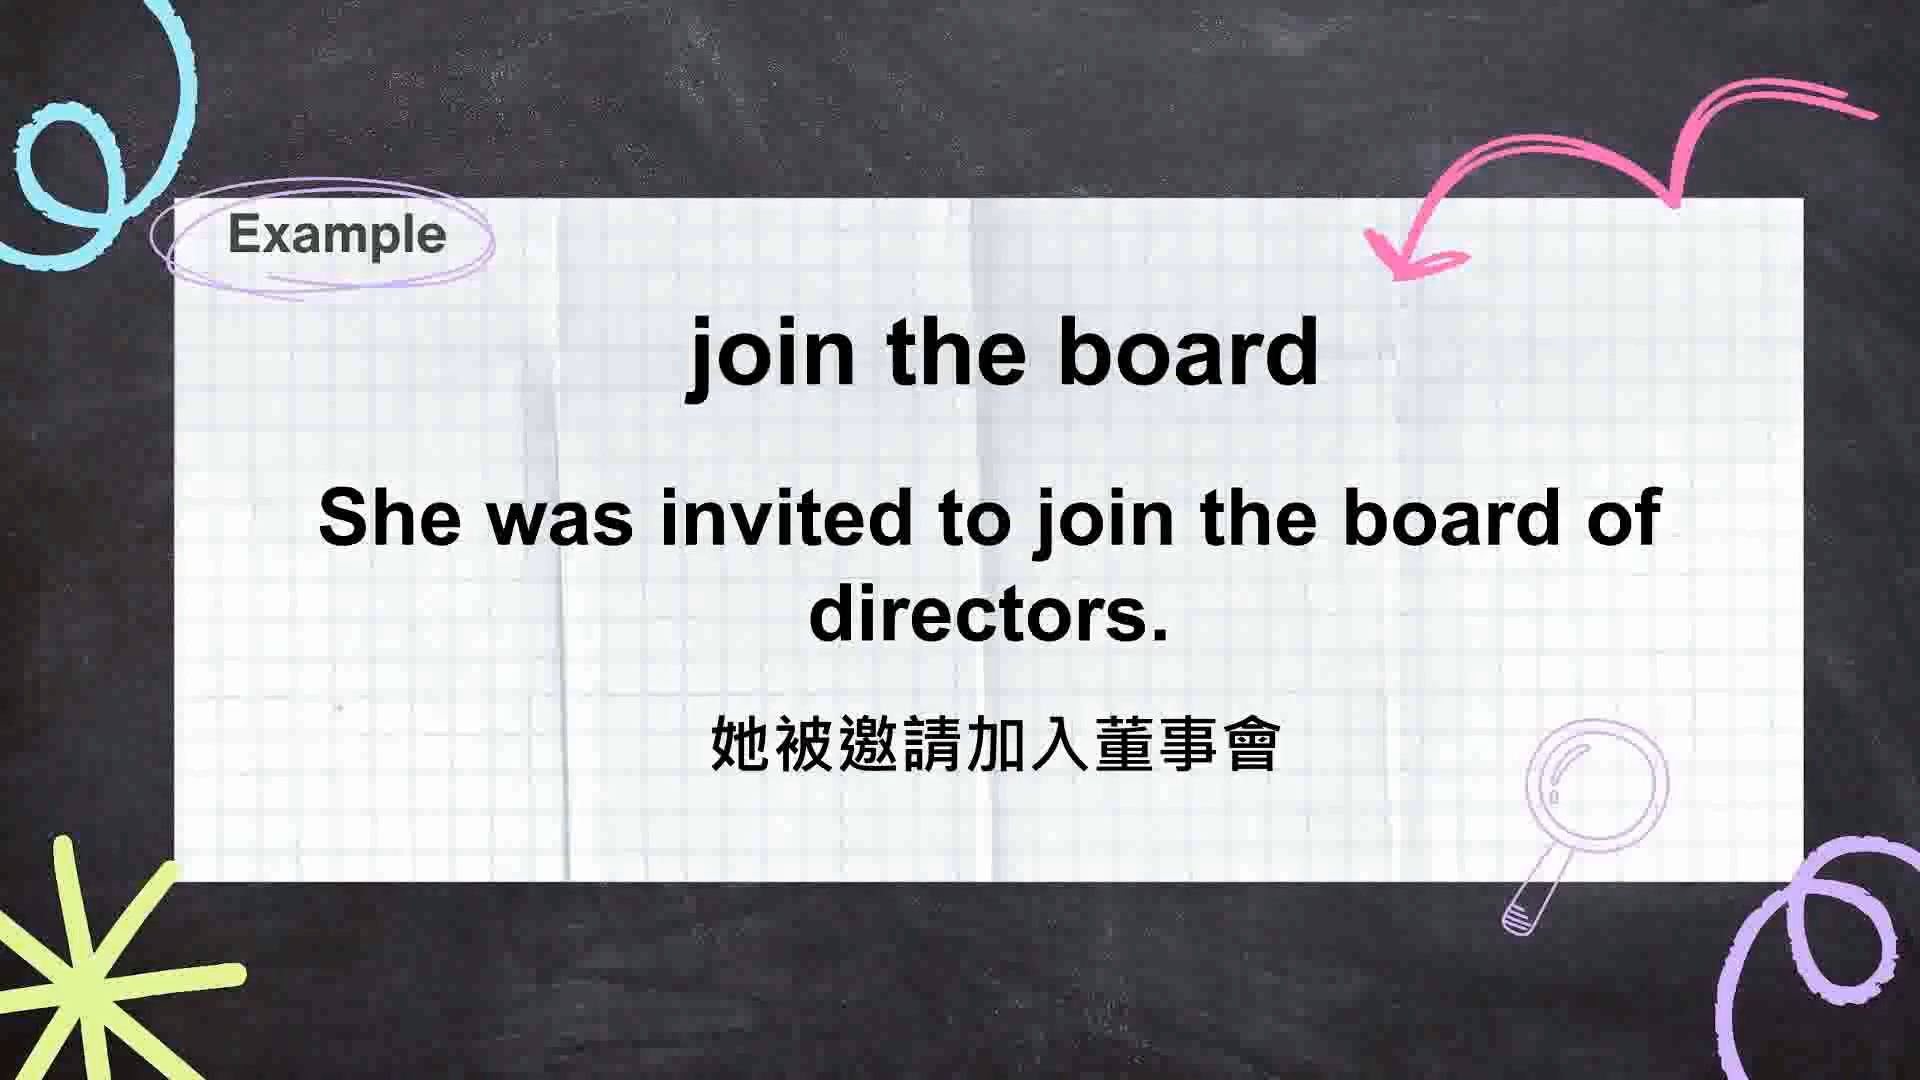 Example
join the board
She was invited to join the board of
directors.
她被邀請加入董事會